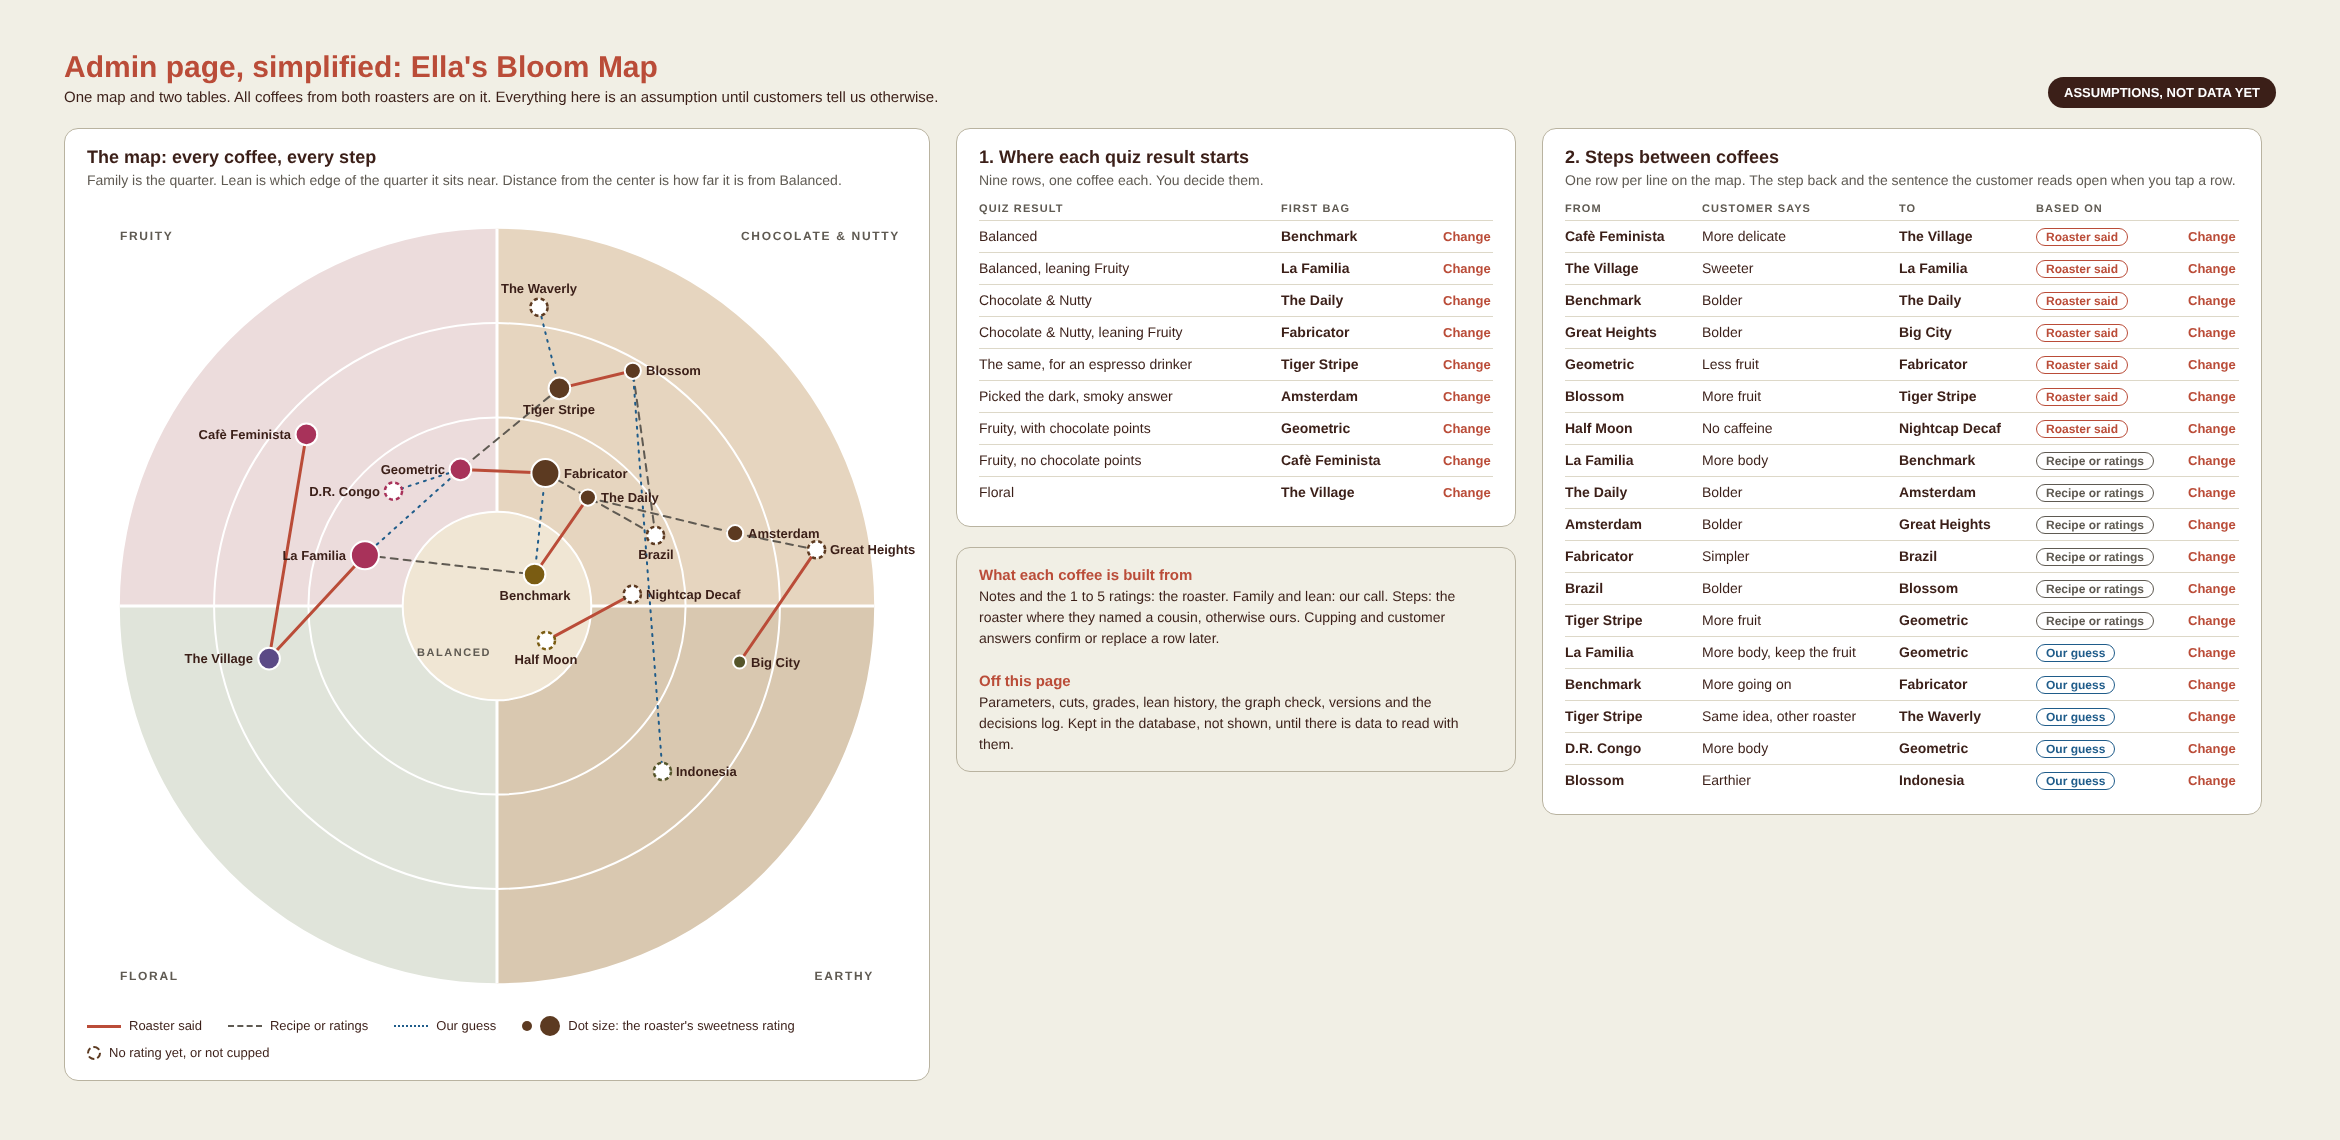 Admin page, simplified: Ella's Bloom Map
One map and two tables. All coffees from both roasters are on it. Everything here is an assumption until customers tell us otherwise.
ASSUMPTIONS, NOT DATA YET
The map: every coffee, every step
Family is the quarter. Lean is which edge of the quarter it sits near. Distance from the center is how far it is from Balanced.
FRUITY
CHOCOLATE & NUTTY
The Waverly
Blossom
Tiger Stripe
Cafè Feminista
Geometric
Fabricator
D.R. Congo
The Daily
Amsterdam
Great Heights
La Familia
Brazil
Benchmark
Nightcap Decaf
BALANCED
Half Moon
The Village
Big City
Indonesia
FLORAL
EARTHY
Roaster said
Recipe or ratings
Our guess
Dot size: the roaster's sweetness rating
No rating yet, or not cupped
1. Where each quiz result starts
Nine rows, one coffee each. You decide them.
QUIZ RESULT FIRST BAG
Balanced Benchmark Change
Balanced, leaning Fruity La Familia Change
Chocolate & Nutty The Daily Change
Chocolate & Nutty, leaning Fruity Fabricator Change
The same, for an espresso drinker Tiger Stripe Change
Picked the dark, smoky answer Amsterdam Change
Fruity, with chocolate points Geometric Change
Fruity, no chocolate points Cafè Feminista Change
Floral The Village Change
What each coffee is built from
Notes and the 1 to 5 ratings: the roaster. Family and lean: our call. Steps: the
roaster where they named a cousin, otherwise ours. Cupping and customer
answers confirm or replace a row later.
Off this page
Parameters, cuts, grades, lean history, the graph check, versions and the
decisions log. Kept in the database, not shown, until there is data to read with
them.
2. Steps between coffees
One row per line on the map. The step back and the sentence the customer reads open when you tap a row.
FROM CUSTOMER SAYS TO BASED ON
Cafè Feminista More delicate The Village Roaster said Change
The Village Sweeter La Familia Roaster said Change
Benchmark Bolder The Daily Roaster said Change
Great Heights Bolder Big City Roaster said Change
Geometric Less fruit Fabricator Roaster said Change
Blossom More fruit Tiger Stripe Roaster said Change
Half Moon No caffeine Nightcap Decaf Roaster said Change
La Familia More body Benchmark Recipe or ratings Change
The Daily Bolder Amsterdam Recipe or ratings Change
Amsterdam Bolder Great Heights Recipe or ratings Change
Fabricator Simpler Brazil Recipe or ratings Change
Brazil Bolder Blossom Recipe or ratings Change
Tiger Stripe More fruit Geometric Recipe or ratings Change
La Familia More body, keep the fruit Geometric Our guess Change
Benchmark More going on Fabricator Our guess Change
Tiger Stripe Same idea, other roaster The Waverly Our guess Change
D.R. Congo More body Geometric Our guess Change
Blossom Earthier Indonesia Our guess Change